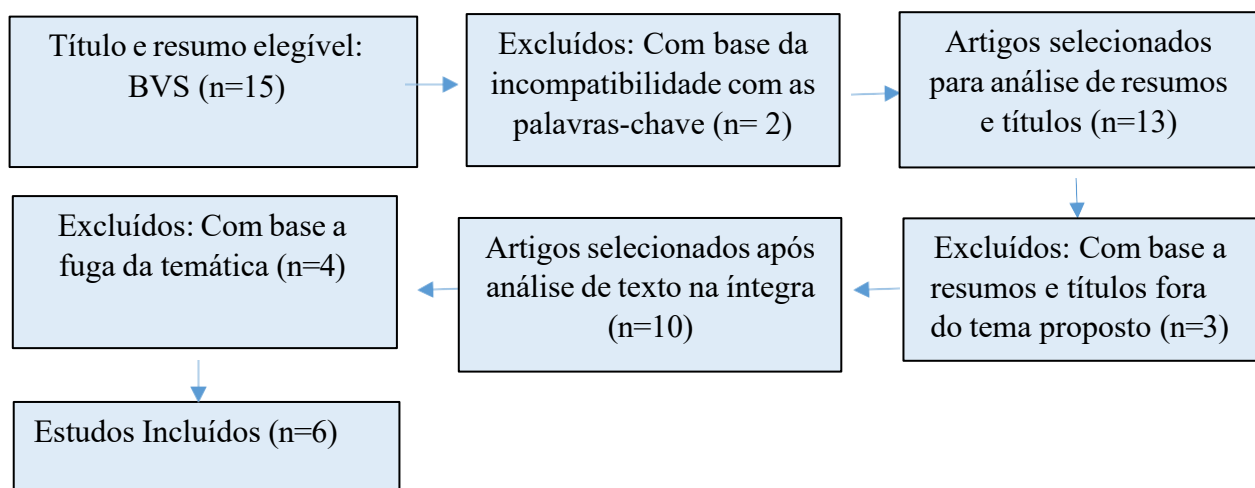 Título e resumo elegível:
BVS (n=15)
Excluídos: Com base da
incompatibilidade com as
palavras-chave (n= 2)
Artigos selecionados
para análise de resumos
e títulos (n=13)
Excluídos: Com base a
resumos e títulos fora
do tema proposto (n=3)
Artigos selecionados após
análise de texto na íntegra
(n=10)
Excluídos: Com base a
fuga da temática (n=4)
Estudos Incluídos (n=6)